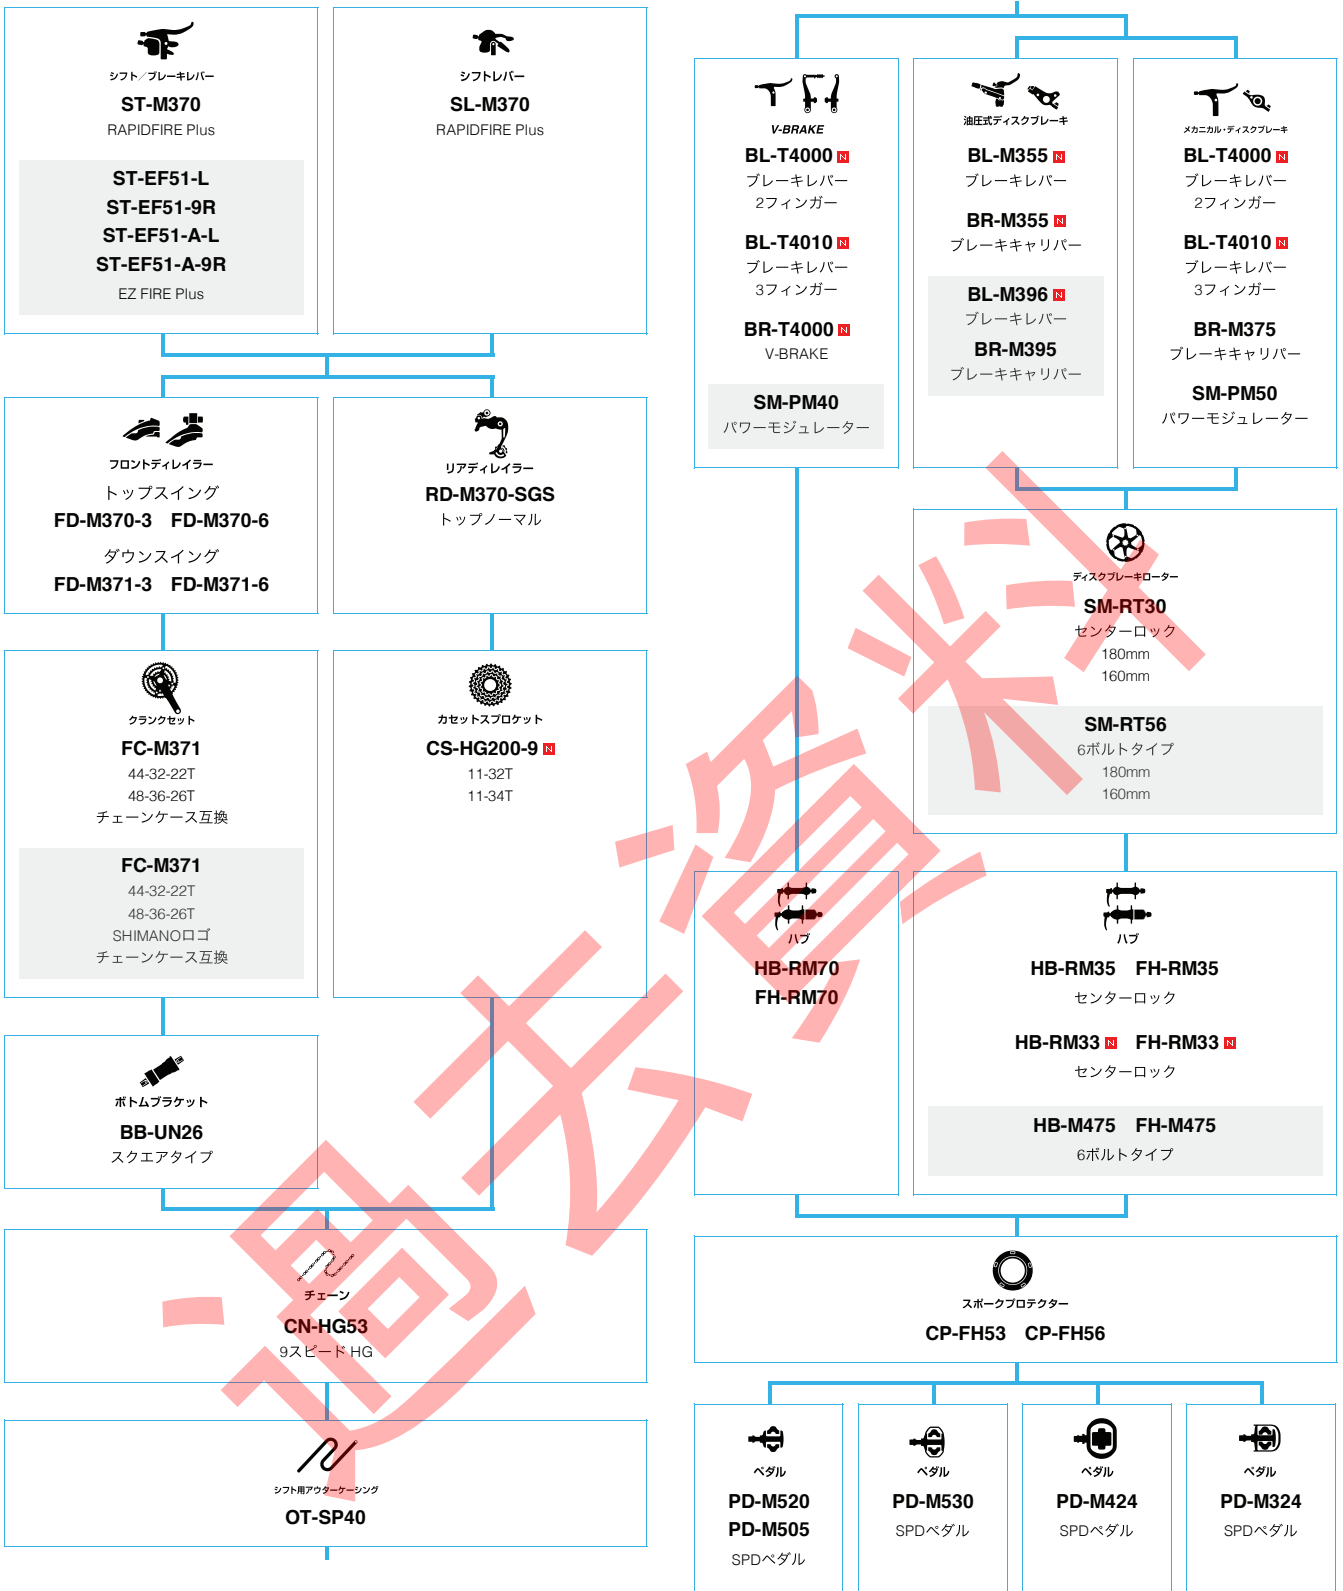 シフト／ブレーキレバー
ST-M370
RAPIDFIRE Plus
ST-EF51-L
ST-EF51-9R
ST-EF51-A-L
ST-EF51-A-9R
EZ FIRE Plus
シフトレバー
SL-M370
RAPIDFIRE Plus
フロントディレイラー
トップスイング
FD-M370-3 FD-M370-6
ダウンスイング
FD-M371-3 FD-M371-6
リアディレイラー
RD-M370-SGS
トップノーマル
クランクセット
FC-M371
44-32-22T
48-36-26T
チェーンケース互換
FC-M371
44-32-22T
48-36-26T
SHIMANOロゴ
チェーンケース互換
カセットスプロケット
CS-HG200-9 N
11-32T
11-34T
ボトムブラケット
BB-UN26
スクエアタイプ
チェーン
CN-HG53
9スピード HG
シフト用アウターケーシング
OT-SP40
V-BRAKE
BL-T4000 N
ブレーキレバー
2フィンガー
BL-T4010 N
ブレーキレバー
3フィンガー
BR-T4000 N
V-BRAKE
SM-PM40
パワーモジュレーター
油圧式ディスクブレーキ
BL-M355 N
ブレーキレバー
BR-M355 N
ブレーキキャリパー
BL-M396 N
ブレーキレバー
BR-M395
ブレーキキャリパー
メカニカル・ディスクブレーキ
BL-T4000 N
ブレーキレバー
2フィンガー
BL-T4010 N
ブレーキレバー
3フィンガー
BR-M375
ブレーキキャリパー
SM-PM50
パワーモジュレーター
ディスクブレーキローター
SM-RT30
センターロック
180mm
160mm
SM-RT56
6ボルトタイプ
180mm
160mm
ハブ
HB-RM70
FH-RM70
ハブ
HB-RM35 FH-RM35
センターロック
HB-RM33 N FH-RM33 N
センターロック
HB-M475 FH-M475
6ボルトタイプ
スポークプロテクター
CP-FH53 CP-FH56
ペダル
PD-M520
PD-M505
SPDペダル
ペダル
PD-M530
SPDペダル
ペダル
PD-M424
SPDペダル
ペダル
PD-M324
SPDペダル
過去資料